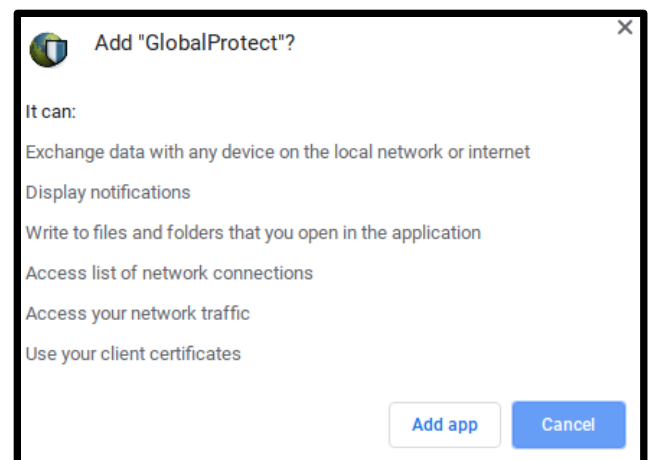 Add "GlobalProtect"?
It can:
Exchange data with any device on the local network or internet
Display notifications
Write to files and folders that you open in the application
Access list of network connections
Access your network traffic
Use your client certificates
Add app
Cancel